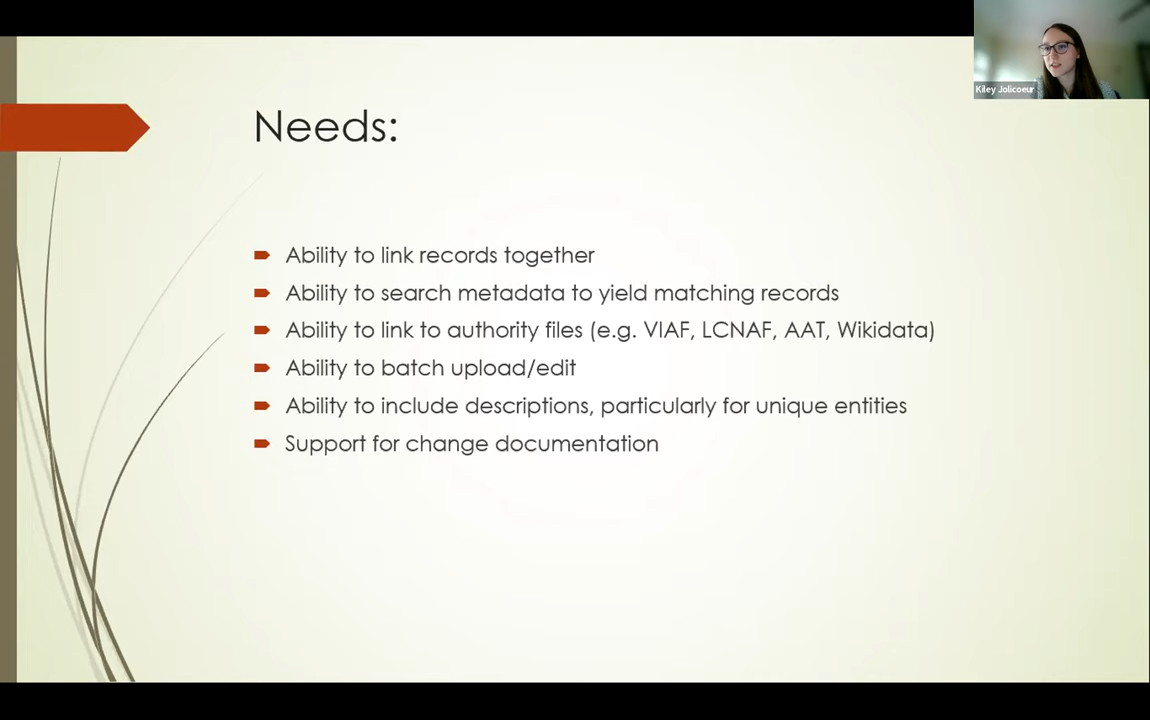 Kiley Jolicoeur
Needs:
Ability to link records together
Ability to search metadata to yield matching records
Ability to link to authority files (e.g. VIAF, LCNAF, AAT, Wikidata)
Ability to batch upload/edit
Ability to include descriptions, particularly for unique entities
Support for change documentation